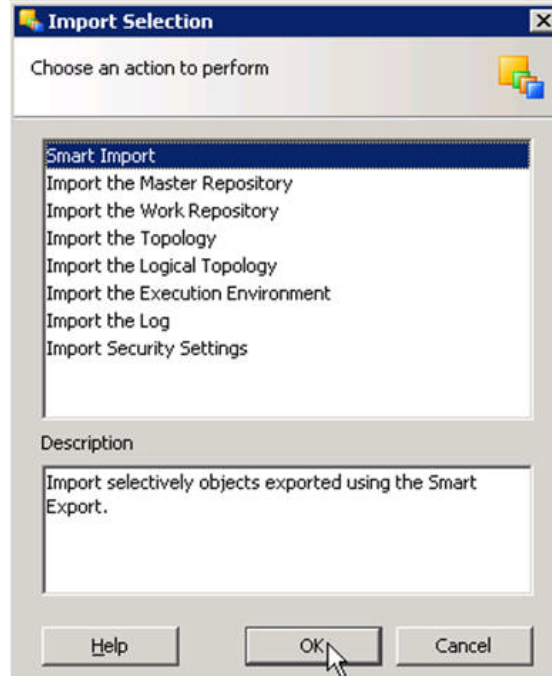 Import Selection
Choose an action to perform
Smart Import
Import the Master Repository
Import the Work Repository
Import the Topology
Import the Logical Topology
Import the Execution Environment
Import the Log
Import Security Settings
Description
Import selectively objects exported using the Smart
Export.
Help
OK
Cancel